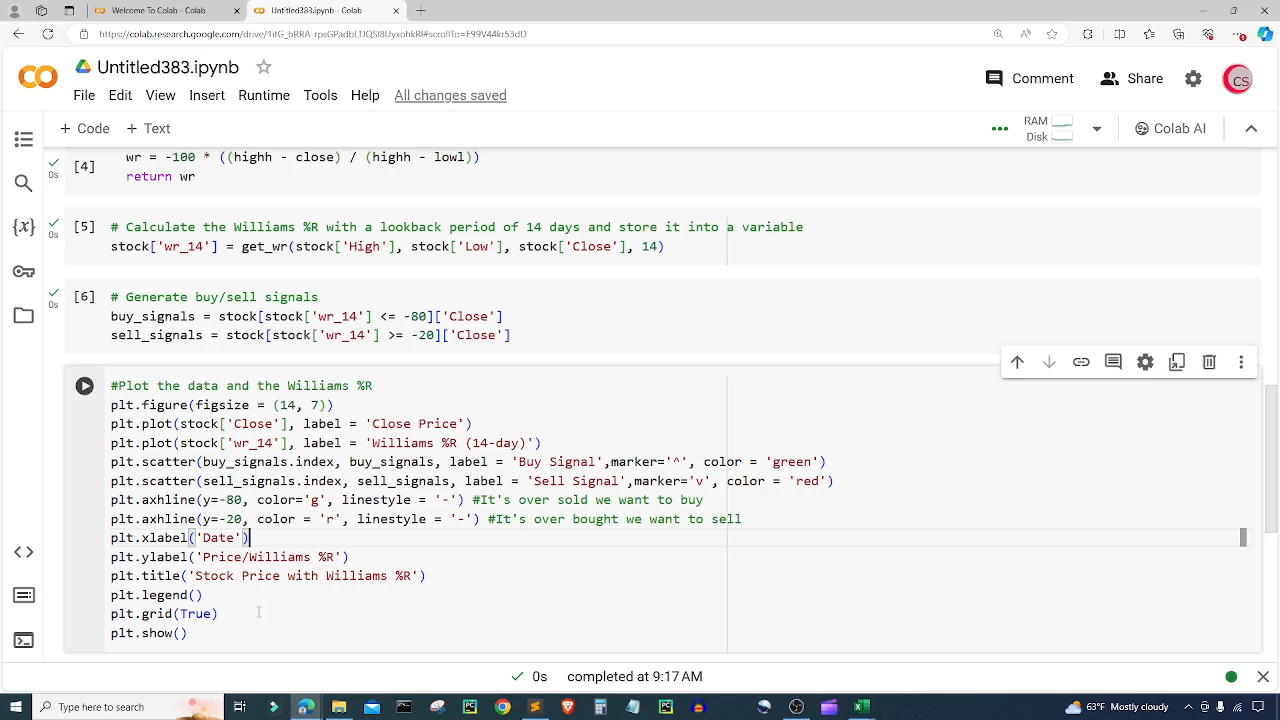 Welcome To Colab - Colab
Untitled383.ipynb - Colab
https://colab.research.google.com/drive/
Untitled383.ipynb
Comment
Share
CS
File Edit View Insert Runtime Tools Help All changes saved
+ Code + Text
RAM
Disk
Colab AI
[4]
0s
wr = -100 * ((highh - close) / (highh - lowl))
return wr
[5]
0s
# Calculate the Williams %R with a lookback period of 14 days and store it into a variable
stock['wr_14'] = get_wr(stock['High'], stock['Low'], stock['Close'], 14)
[6]
0s
# Generate buy/sell signals
buy_signals = stock[stock['wr_14'] <= -80]['Close']
sell_signals = stock[stock['wr_14'] >= -20]['Close']
#Plot the data and the Williams %R
plt.figure(figsize = (14, 7))
plt.plot(stock['Close'], label = 'Close Price')
plt.plot(stock['wr_14'], label = 'Williams %R (14-day)')
plt.scatter(buy_signals.index, buy_signals, label = 'Buy Signal',marker='^', color = 'green')
plt.scatter(sell_signals.index, sell_signals, label = 'Sell Signal',marker='v', color = 'red')
plt.axhline(y=-80, color='g', linestyle = '-') #It's over sold we want to buy
plt.axhline(y=-20, color = 'r', linestyle = '-') #It's over bought we want to sell
plt.xlabel('Date')
plt.ylabel('Price/Williams %R')
plt.title('Stock Price with Williams %R')
plt.legend()
plt.grid(True)
plt.show()
0s completed at 9:17 AM
Type here to search
68°F Mostly cloudy